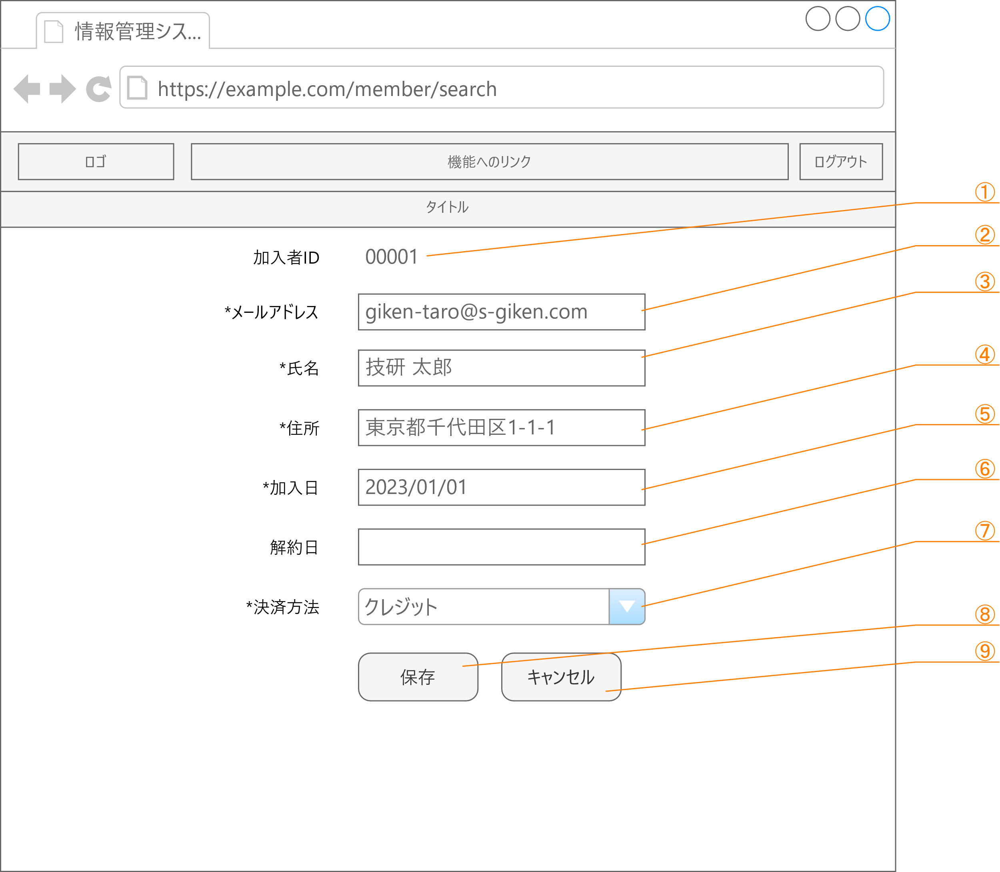 情報管理シス...
https://example.com/member/search
ロゴ
機能へのリンク
ログアウト
①
タイトル
②
加入者ID 00001
③
*メールアドレス giken-taro@s-giken.com
④
*氏名 技研 太郎
⑤
*住所 東京都千代田区1-1-1
⑥
*加入日 2023/01/01
⑦
解約日
*決済方法 クレジット
⑧
⑨
保存 キャンセル